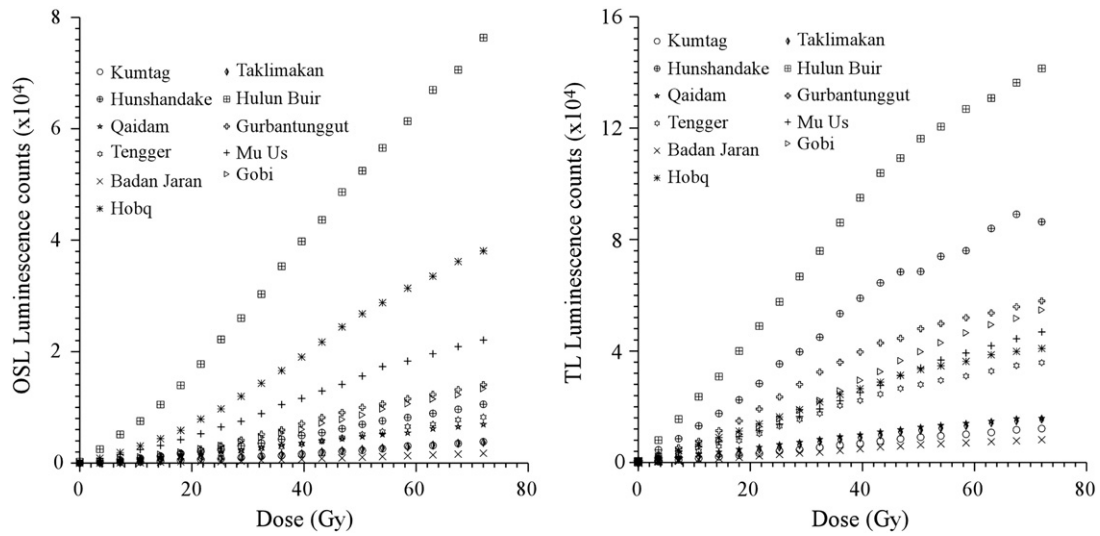 8
6
4
2
0
OSL Luminescence counts (x10⁴)
Kumtag
Hunshandake
Qaidam
Tengger
Badan Jaran
Hobq
Taklimakan
Hulun Buir
Gurbantunggut
Mu Us
Gobi
0 20 40 60 80
Dose (Gy)
16
12
8
4
0
TL Luminescence counts (x10⁴)
Kumtag
Hunshandake
Qaidam
Tengger
Badan Jaran
Hobq
Taklimakan
Hulun Buir
Gurbantunggut
Mu Us
Gobi
0 20 40 60 80
Dose (Gy)